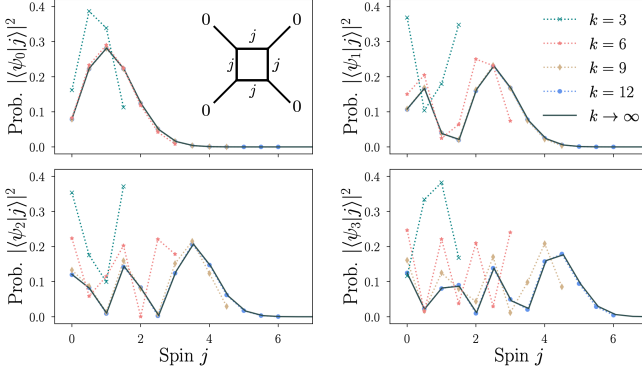 0.4
0.3
0.2
0.1
0.0
Prob. |⟨ψ₀|j⟩|²
0 0
j
j j
j
0 0
0.4
0.3
0.2
0.1
0.0
Prob. |⟨ψ₁|j⟩|²
k = 3
k = 6
k = 9
k = 12
k → ∞
0.4
0.3
0.2
0.1
0.0
Prob. |⟨ψ₂|j⟩|²
0 2 4 6
Spin j
0.4
0.3
0.2
0.1
0.0
Prob. |⟨ψ₃|j⟩|²
0 2 4 6
Spin j